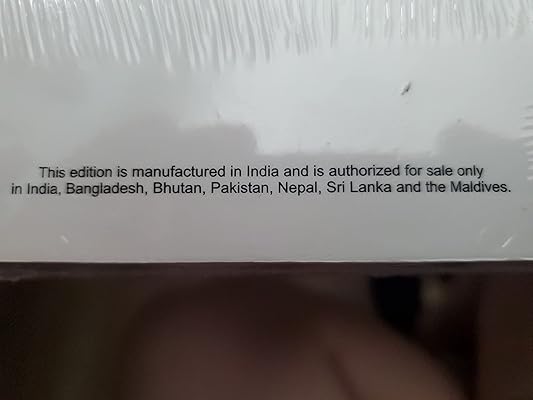 This edition is manufactured in India and is authorized for sale only
in India, Bangladesh, Bhutan, Pakistan, Nepal, Sri Lanka and the Maldives.